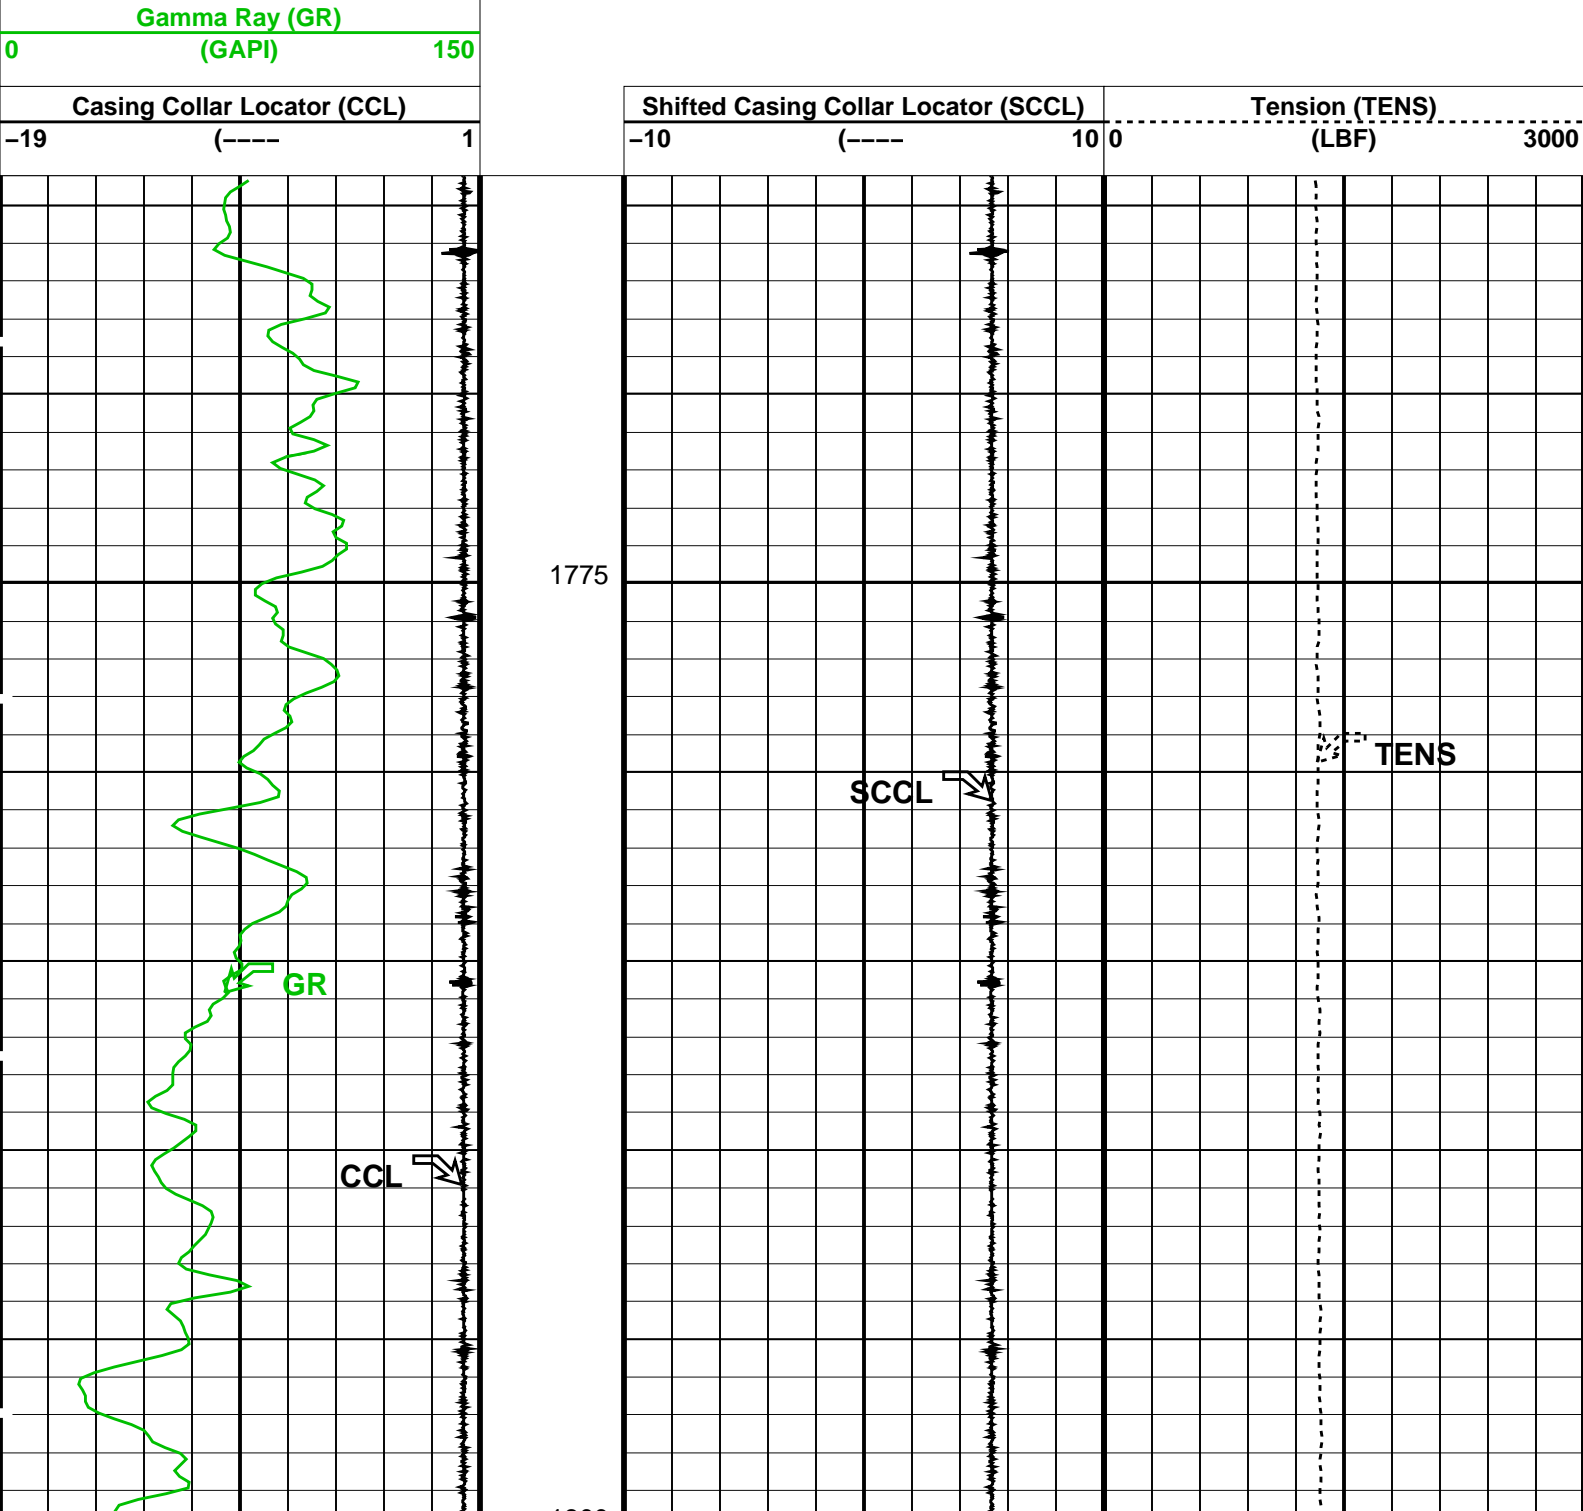 Gamma Ray (GR)
0 (GAPI) 150
Casing Collar Locator (CCL)
−19 (−−−− 1
Shifted Casing Collar Locator (SCCL)
−10 (−−−− 10
Tension (TENS)
0 (LBF) 3000
1775
TENS
SCCL
GR
CCL